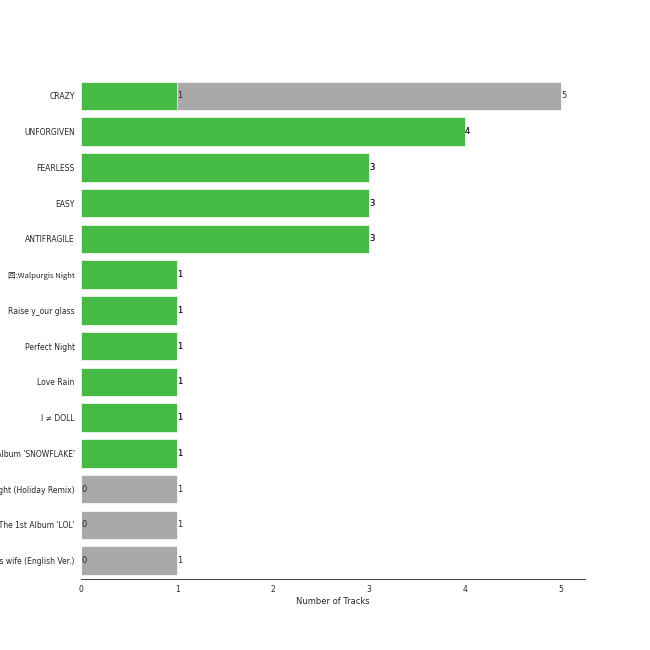 CRAZY 1 5
UNFORGIVEN 4
FEARLESS 3
EASY 3
ANTIFRAGILE 3
回:Walpurgis Night 1
Raise y_our glass 1
Perfect Night 1
Love Rain 1
I ≠ DOLL 1
lbum 'SNOWFLAKE' 1
ght (Holiday Remix) 0 1
The 1st Album 'LOL' 0 1
s wife (English Ver.) 0 1
0 1 2 3 4 5
Number of Tracks